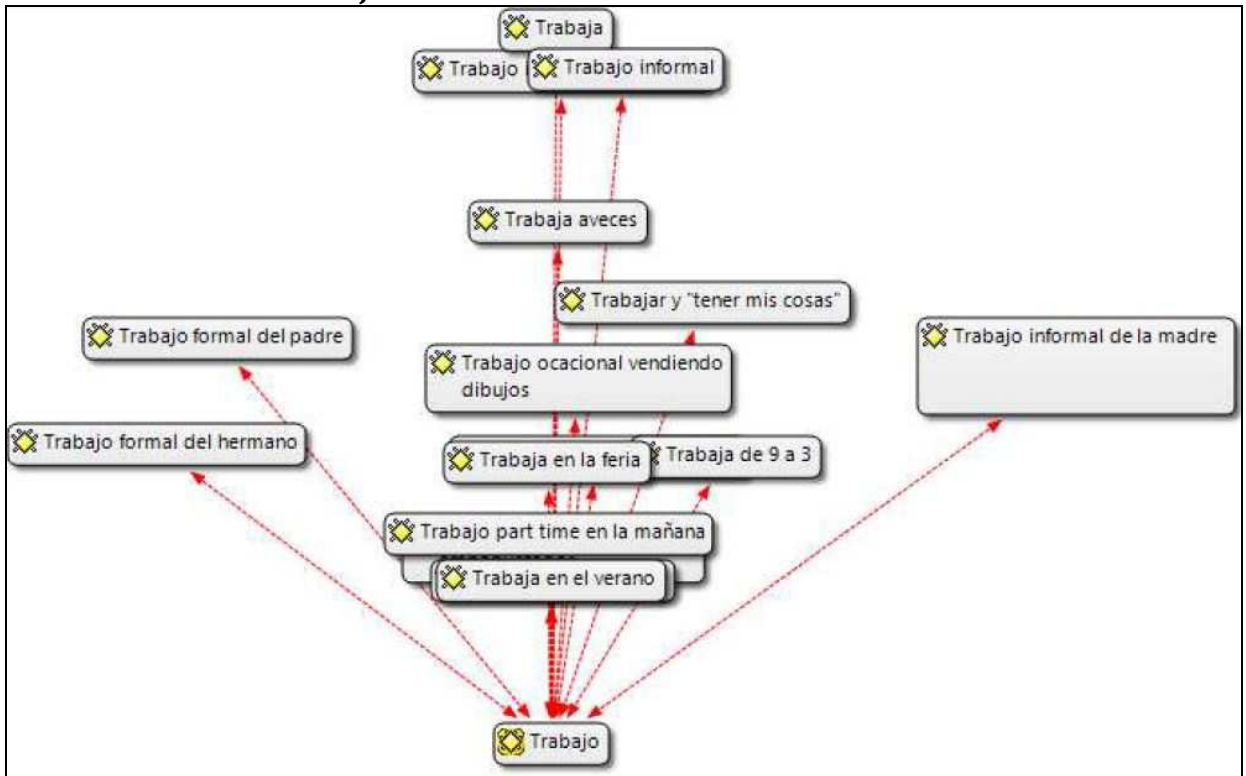 Trabaja
Trabajo
Trabajo informal
Trabaja aveces
Trabajar y "tener mis cosas"
Trabajo formal del padre
Trabajo informal de la madre
Trabajo ocacional vendiendo
dibujos
Trabajo formal del hermano
Trabaja en la feria
Trabaja de 9 a 3
Trabajo part time en la mañana
Trabaja en el verano
Trabajo